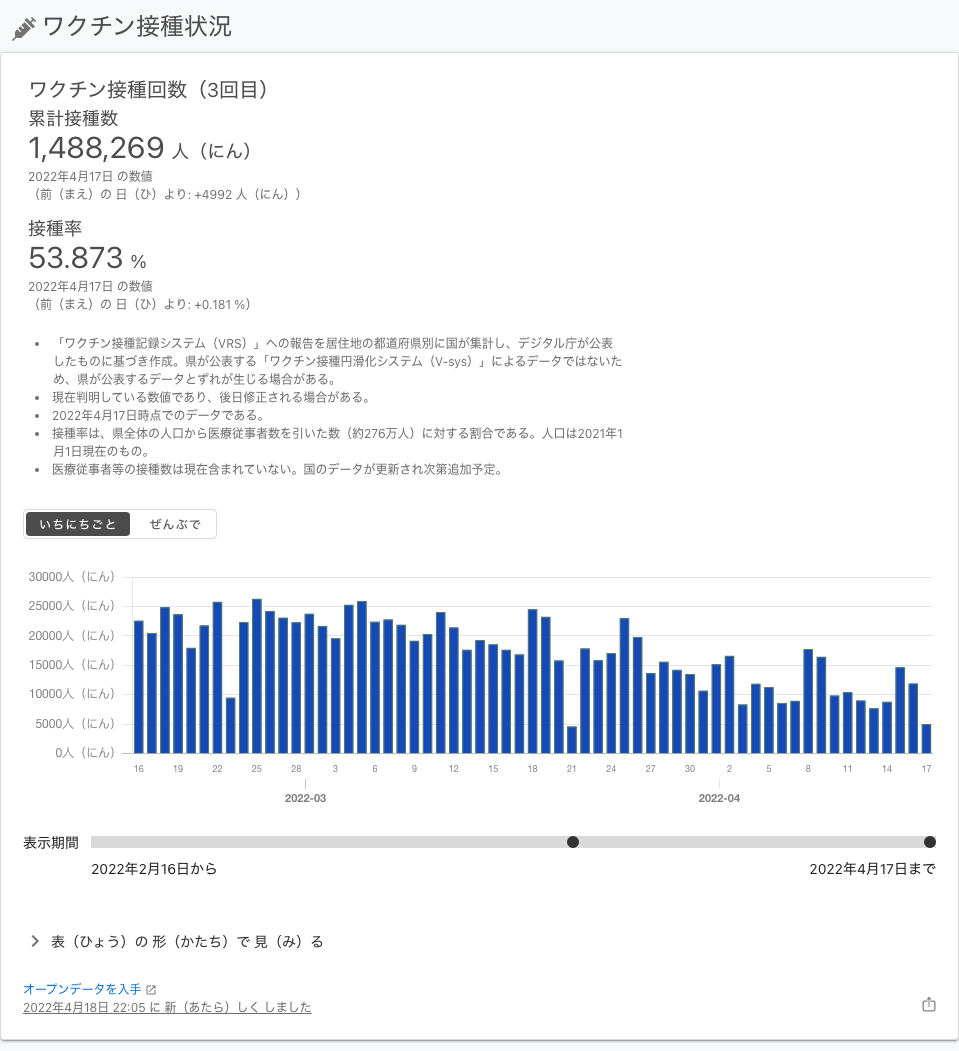 ワクチン接種状況
ワクチン接種回数（3回目）
累計接種数
1,488,269 人（にん）
2022年4月17日 の数値
（前（まえ）の 日（ひ）より: +4992 人（にん））
接種率
53.873 %
2022年4月17日 の数値
（前（まえ）の 日（ひ）より: +0.181 %）
• 「ワクチン接種記録システム（VRS）」への報告を居住地の都道府県別に国が集計し、デジタル庁が公表
したものに基づき作成。県が公表する「ワクチン接種円滑化システム（V-sys）」によるデータではないた
め、県が公表するデータとずれが生じる場合がある。
• 現在判明している数値であり、後日修正される場合がある。
• 2022年4月17日時点でのデータである。
• 接種率は、県全体の人口から医療従事者数を引いた数（約276万人）に対する割合である。人口は2021年1
月1日現在のもの。
• 医療従事者等の接種数は現在含まれていない。国のデータが更新され次第追加予定。
いちにちごと ぜんぶで
30000人（にん）
25000人（にん）
20000人（にん）
15000人（にん）
10000人（にん）
5000人（にん）
0人（にん）
16 19 22 25 28 3 6 9 12 15 18 21 24 27 30 2 5 8 11 14 17
2022-03 2022-04
表示期間
2022年2月16日から 2022年4月17日まで
表（ひょう）の 形（かたち）で 見（み）る
オープンデータを入手
2022年4月18日 22:05 に 新（あたら）しく しました